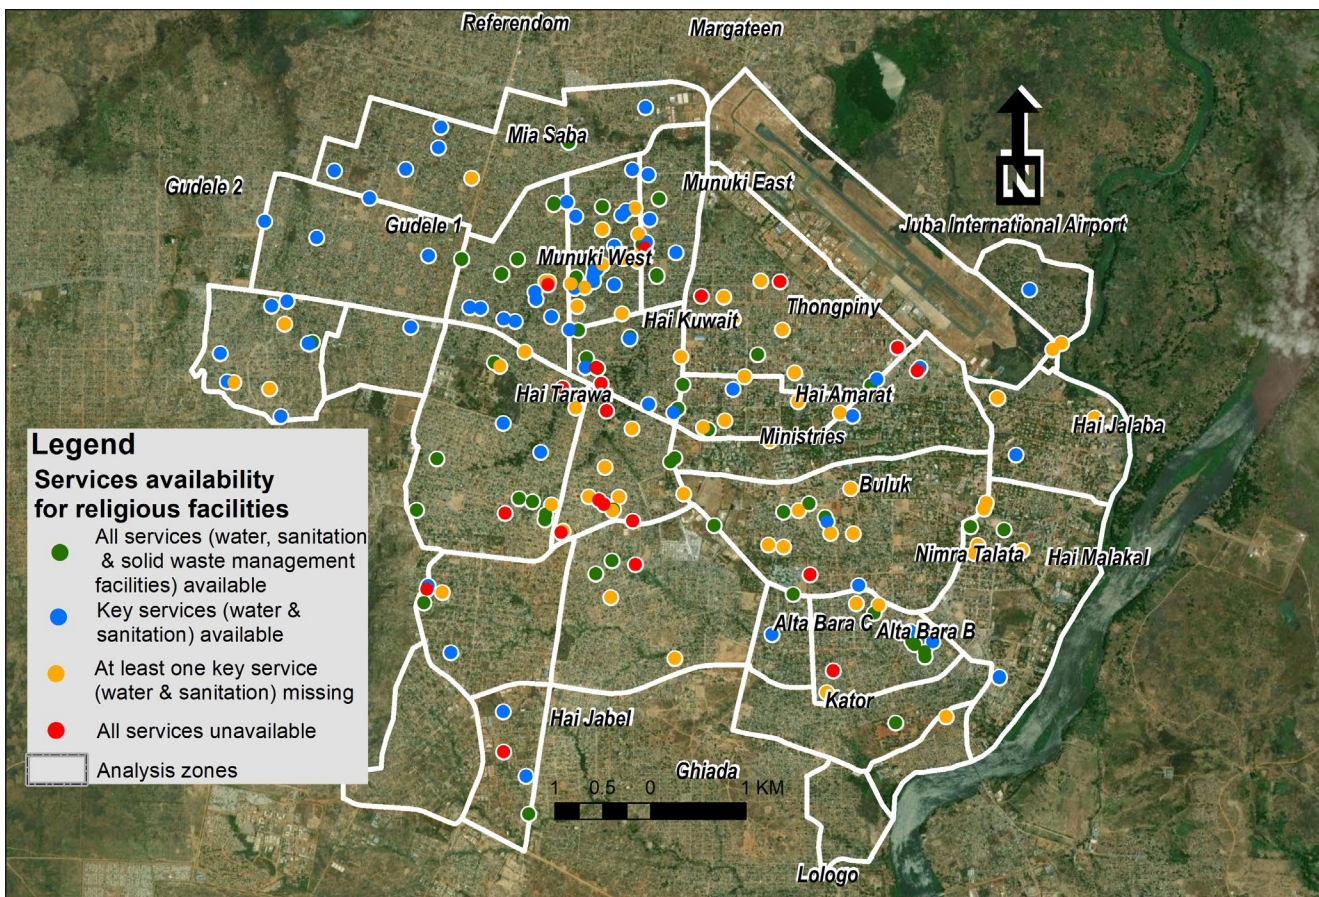 Referendom
Margateen
N
Mia Saba
Gudele 2
Munuki East
Gudele 1
Juba International Airport
Munuki West
Thongpiny
Hai Kuwait
Hai Tarawa
Hai Amarat
Hai Jalaba
Ministries
Buluk
Nimra Talata
Hai Malakal
Alta Bara C
Alta Bara B
Kator
Hai Jabel
Ghiada
Lologo
1 0.5 0 1 KM
Legend
Services availability
for religious facilities
All services (water, sanitation
& solid waste management
facilities) available
Key services (water &
sanitation) available
At least one key service
(water & sanitation) missing
All services unavailable
Analysis zones